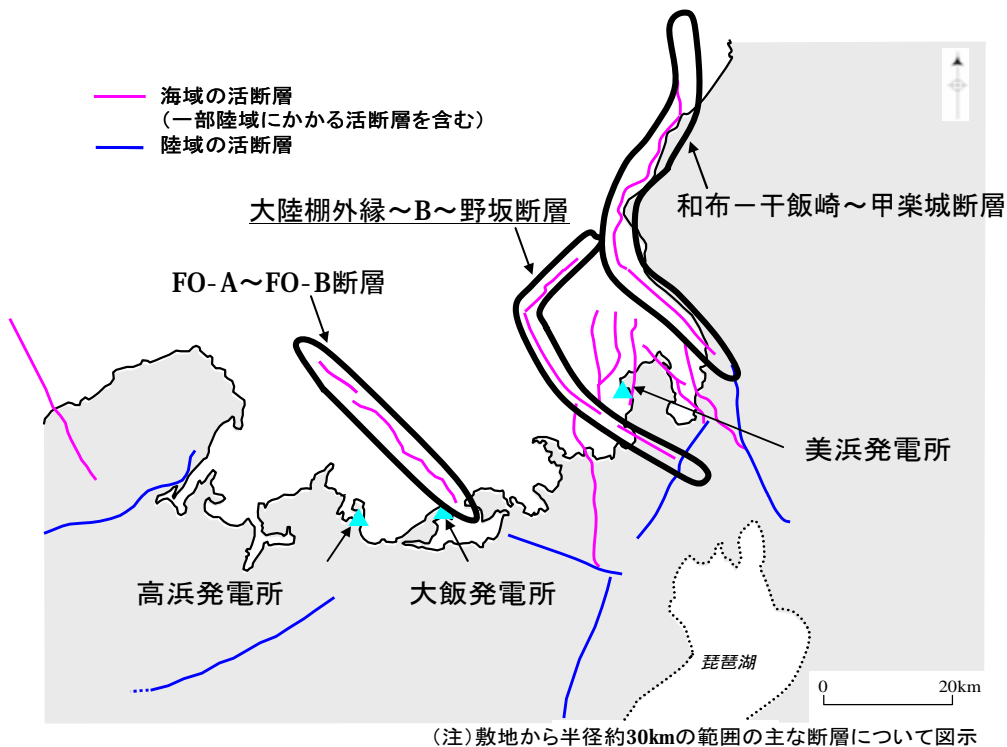 海域の活断層
（一部陸域にかかる活断層を含む）
陸域の活断層
大陸棚外縁～B～野坂断層
和布－干飯崎～甲楽城断層
FO-A～FO-B断層
美浜発電所
高浜発電所
大飯発電所
琵琶湖
0 20km
（注）敷地から半径約30kmの範囲の主な断層について図示